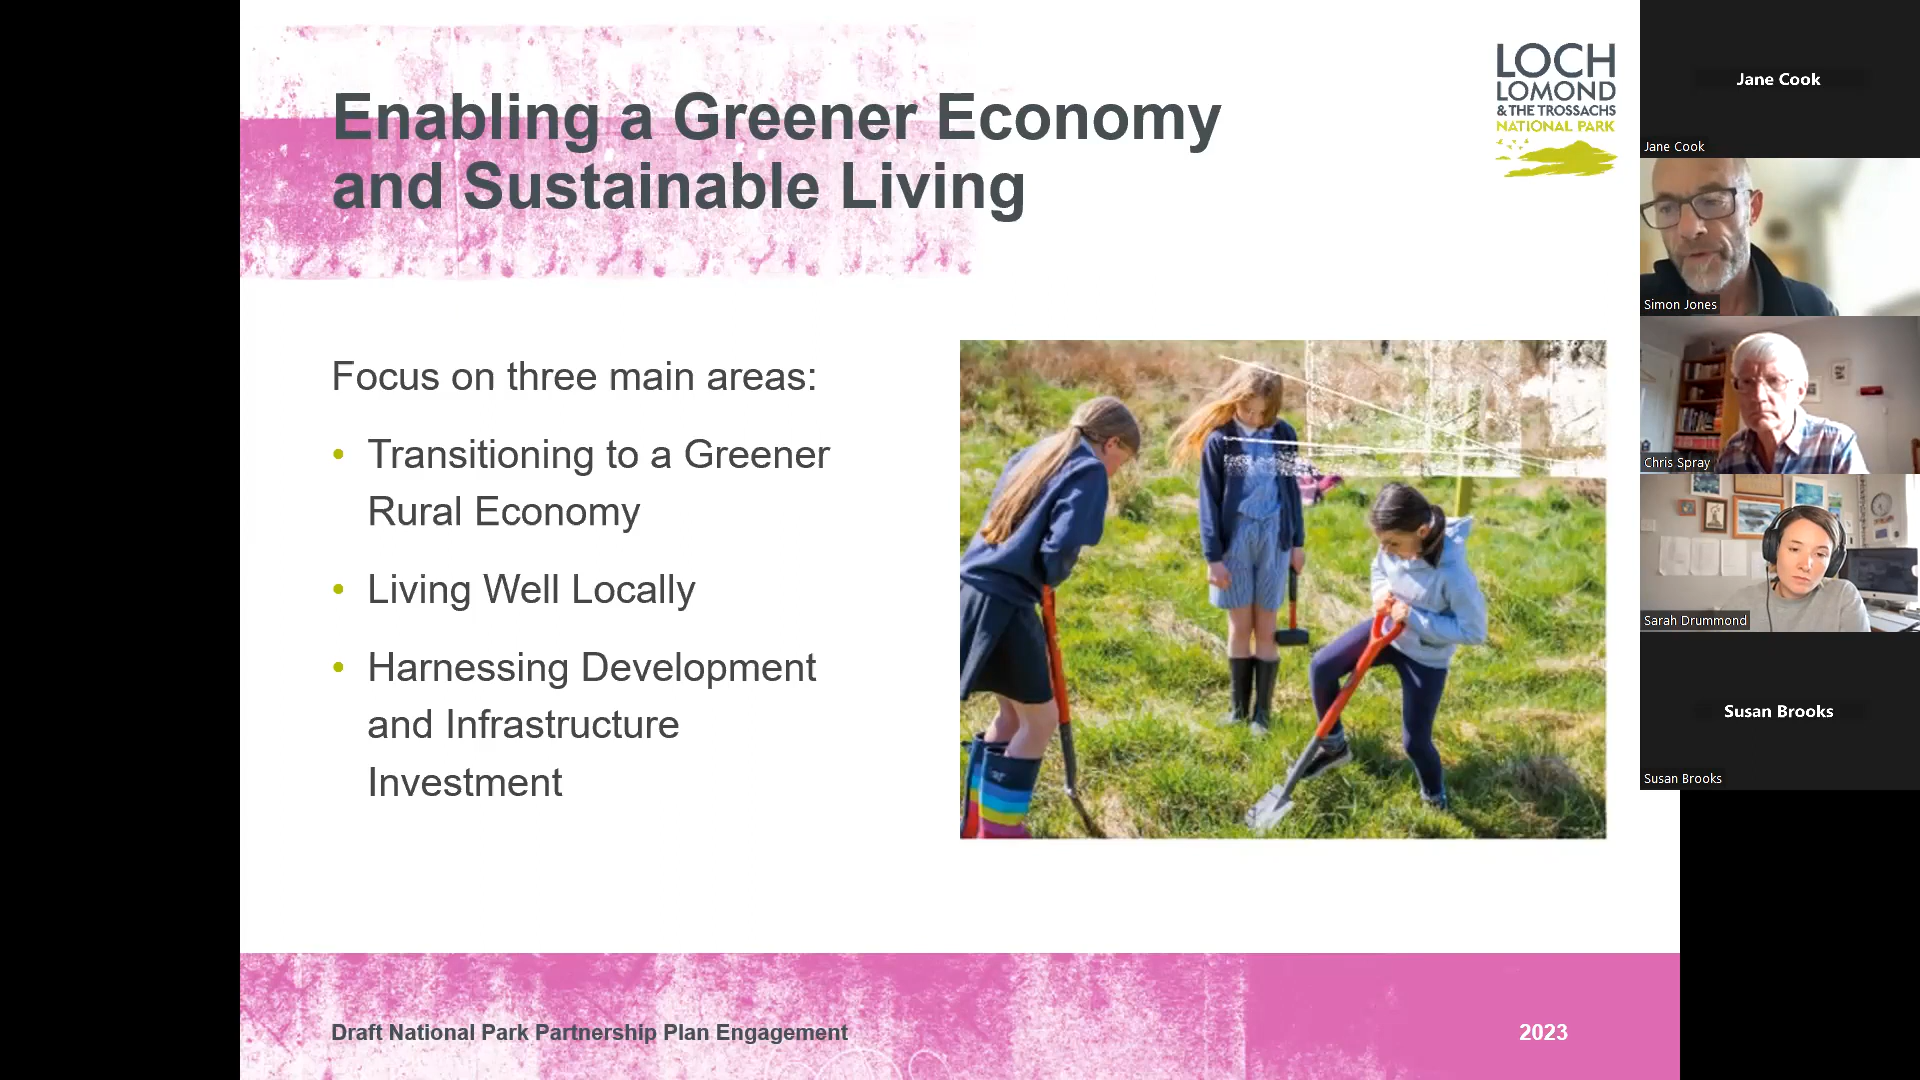 Enabling a Greener Economy
and Sustainable Living
LOCH
LOMOND
& THE TROSSACHS
NATIONAL PARK
Focus on three main areas:
• Transitioning to a Greener
Rural Economy
• Living Well Locally
• Harnessing Development
and Infrastructure
Investment
Draft National Park Partnership Plan Engagement
2023
Jane Cook
Jane Cook
Simon Jones
Chris Spray
Sarah Drummond
Susan Brooks
Susan Brooks